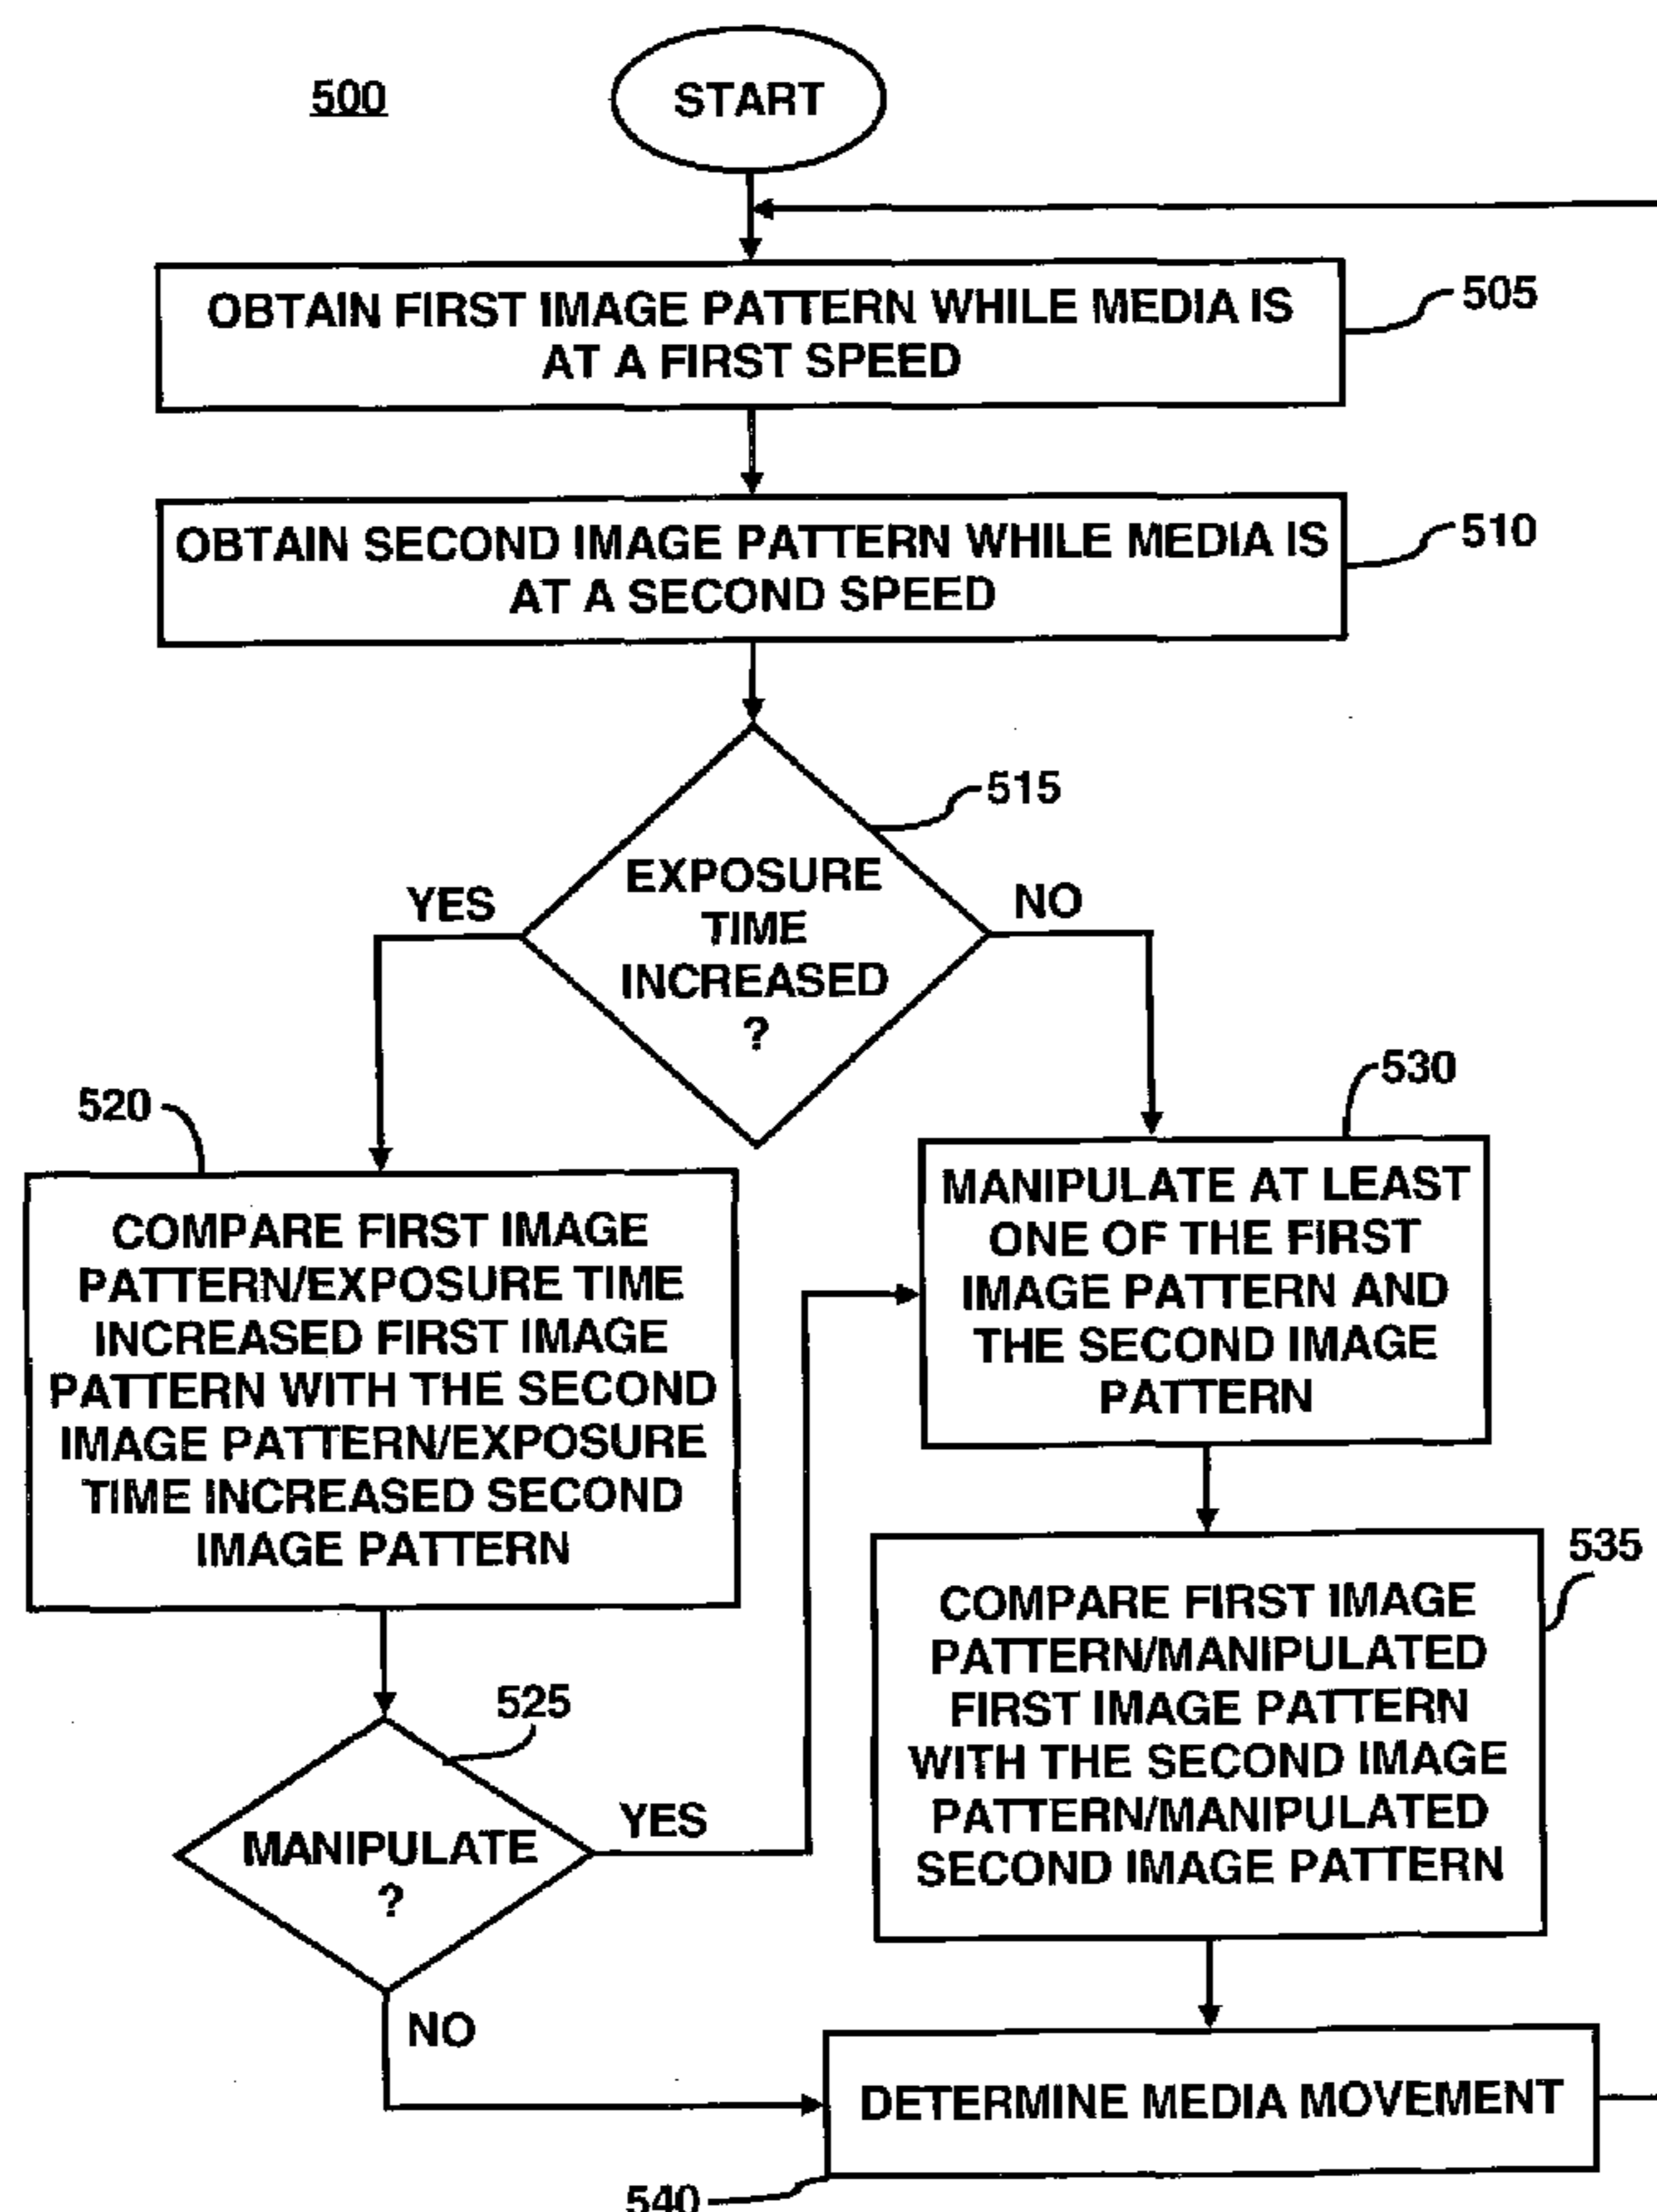 500
START
OBTAIN FIRST IMAGE PATTERN WHILE MEDIA IS
AT A FIRST SPEED
505
OBTAIN SECOND IMAGE PATTERN WHILE MEDIA IS
AT A SECOND SPEED
510
515
EXPOSURE
TIME
INCREASED
?
YES
NO
520
COMPARE FIRST IMAGE
PATTERN/EXPOSURE TIME
INCREASED FIRST IMAGE
PATTERN WITH THE SECOND
IMAGE PATTERN/EXPOSURE
TIME INCREASED SECOND
IMAGE PATTERN
530
MANIPULATE AT LEAST
ONE OF THE FIRST
IMAGE PATTERN AND
THE SECOND IMAGE
PATTERN
525
MANIPULATE
?
YES
NO
535
COMPARE FIRST IMAGE
PATTERN/MANIPULATED
FIRST IMAGE PATTERN
WITH THE SECOND IMAGE
PATTERN/MANIPULATED
SECOND IMAGE PATTERN
DETERMINE MEDIA MOVEMENT
540